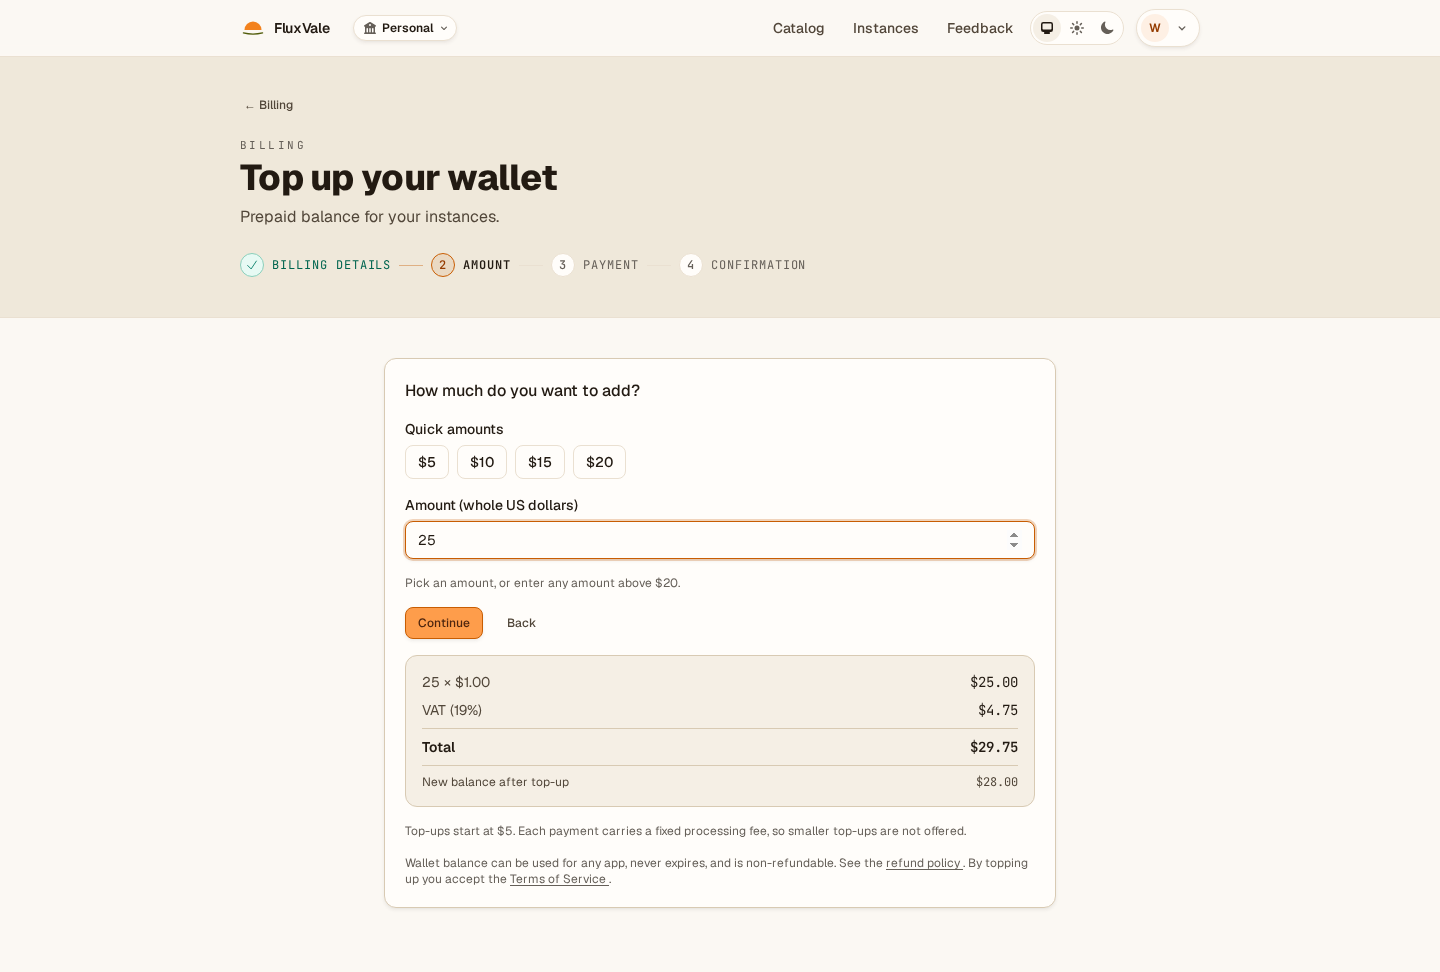 FluxVale
Personal
Catalog
Instances
Feedback
W
← Billing
BILLING
Top up your wallet
Prepaid balance for your instances.
BILLING DETAILS
2 AMOUNT
3 PAYMENT
4 CONFIRMATION
How much do you want to add?
Quick amounts
$5 $10 $15 $20
Amount (whole US dollars)
25
Pick an amount, or enter any amount above $20.
Continue Back
25 × $1.00 $25.00
VAT (19%) $4.75
Total $29.75
New balance after top-up $28.00
Top-ups start at $5. Each payment carries a fixed processing fee, so smaller top-ups are not offered.
Wallet balance can be used for any app, never expires, and is non-refundable. See the refund policy . By topping
up you accept the Terms of Service .